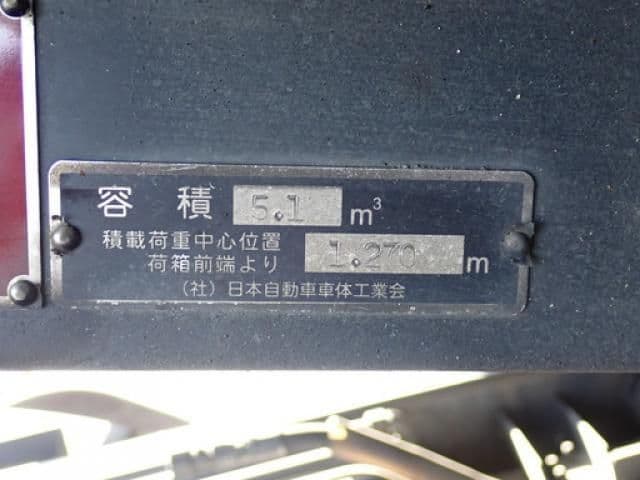 容積 5.1 m³
積載荷重中心位置
荷箱前端より 1.270 m
（社）日本自動車車体工業会